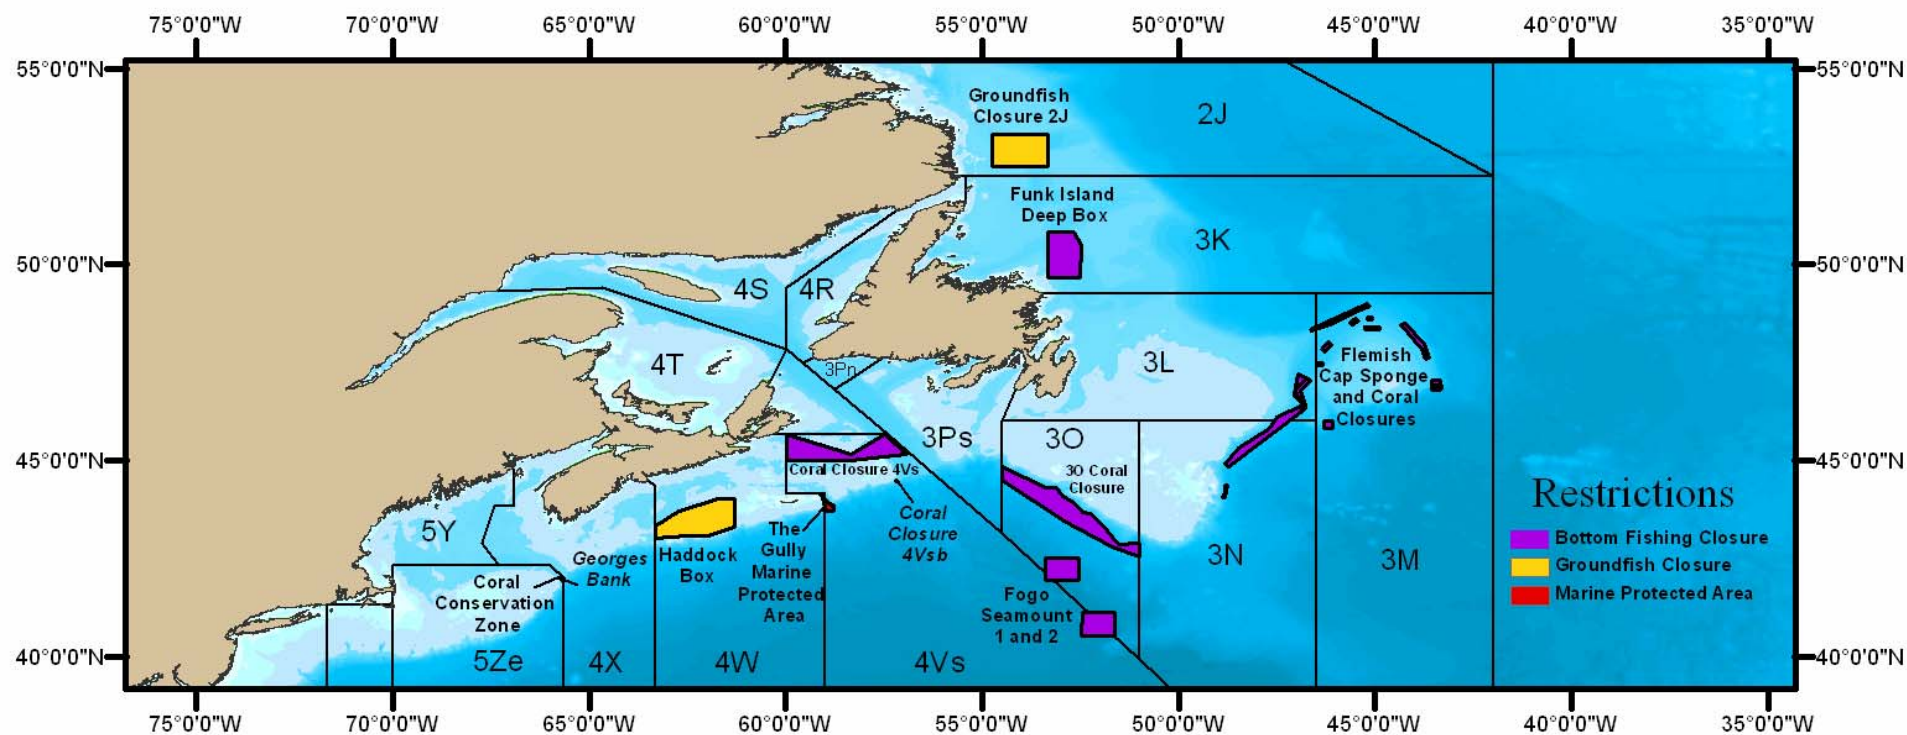 75°0'0"W 70°0'0"W 65°0'0"W 60°0'0"W 55°0'0"W 50°0'0"W 45°0'0"W 40°0'0"W 35°0'0"W
55°0'0"N 55°0'0"N
Groundfish
Closure 2J
2J
Funk Island
Deep Box
3K
50°0'0"N 50°0'0"N
4S
4R
4T
3Pn
3L
Flemish
Cap Sponge
and Coral
Closures
3Ps
3O
45°0'0"N 45°0'0"N
Coral Closure 4Vs
3O Coral
Closure
Coral
Closure
4Vsb
5Y
Georges
Bank
Haddock
Box
The
Gully
Marine
Protected
Area
3N
3M
Coral
Conservation
Zone
Fogo
Seamount
1 and 2
Restrictions
Bottom Fishing Closure
Groundfish Closure
Marine Protected Area
40°0'0"N 40°0'0"N
5Ze
4X
4W
4Vs
75°0'0"W 70°0'0"W 65°0'0"W 60°0'0"W 55°0'0"W 50°0'0"W 45°0'0"W 40°0'0"W 35°0'0"W